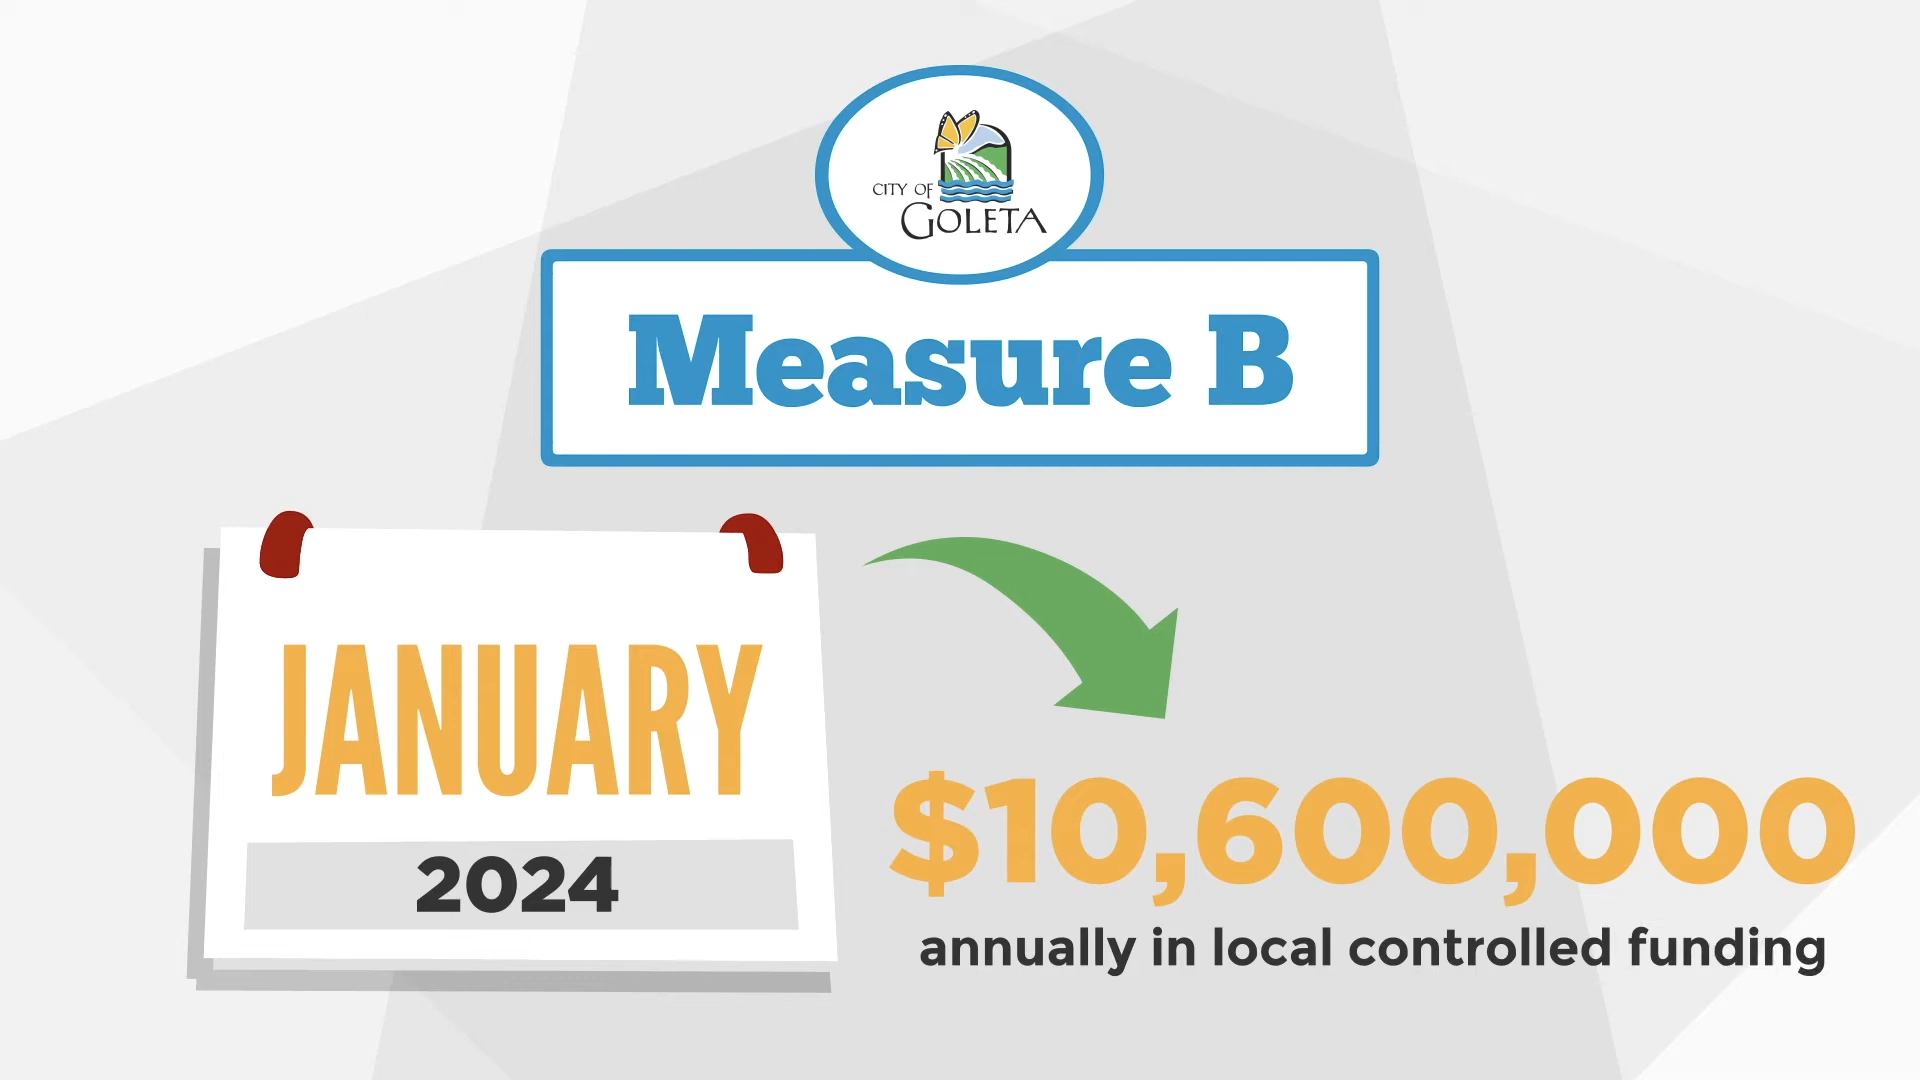 CITY OF
GOLETA
Measure B
JANUARY
2024
$10,600,000
annually in local controlled funding